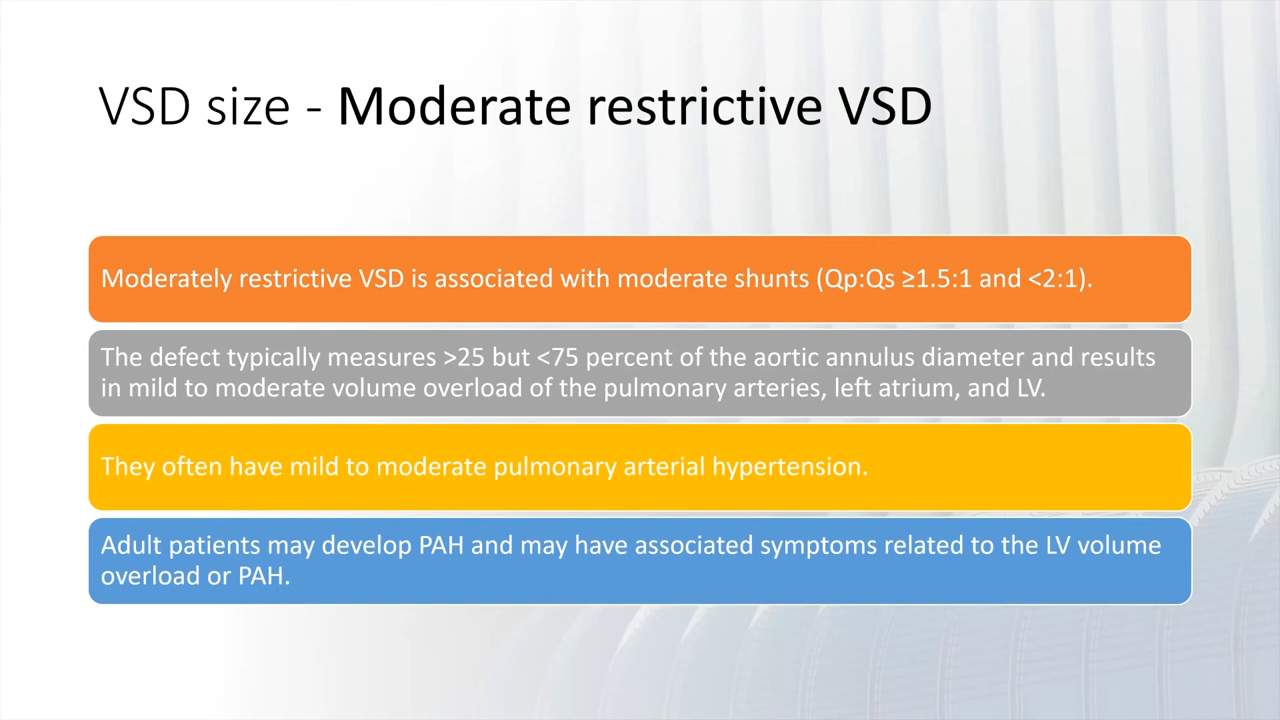 VSD size - Moderate restrictive VSD
Moderately restrictive VSD is associated with moderate shunts (Qp:Qs ≥1.5:1 and <2:1).
The defect typically measures >25 but <75 percent of the aortic annulus diameter and results
in mild to moderate volume overload of the pulmonary arteries, left atrium, and LV.
They often have mild to moderate pulmonary arterial hypertension.
Adult patients may develop PAH and may have associated symptoms related to the LV volume
overload or PAH.